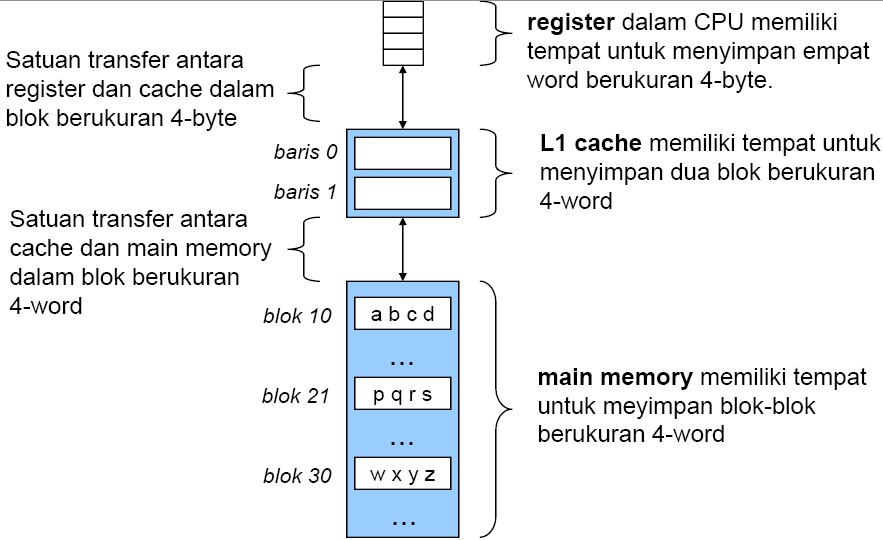 register dalam CPU memiliki
tempat untuk menyimpan empat
word berukuran 4-byte.
Satuan transfer antara
register dan cache dalam
blok berukuran 4-byte
L1 cache memiliki tempat untuk
menyimpan dua blok berukuran
4-word
baris 0
baris 1
Satuan transfer antara
cache dan main memory
dalam blok berukuran
4-word
blok 10
a b c d
...
blok 21
p q r s
...
blok 30
w x y z
...
main memory memiliki tempat
untuk meyimpan blok-blok
berukuran 4-word